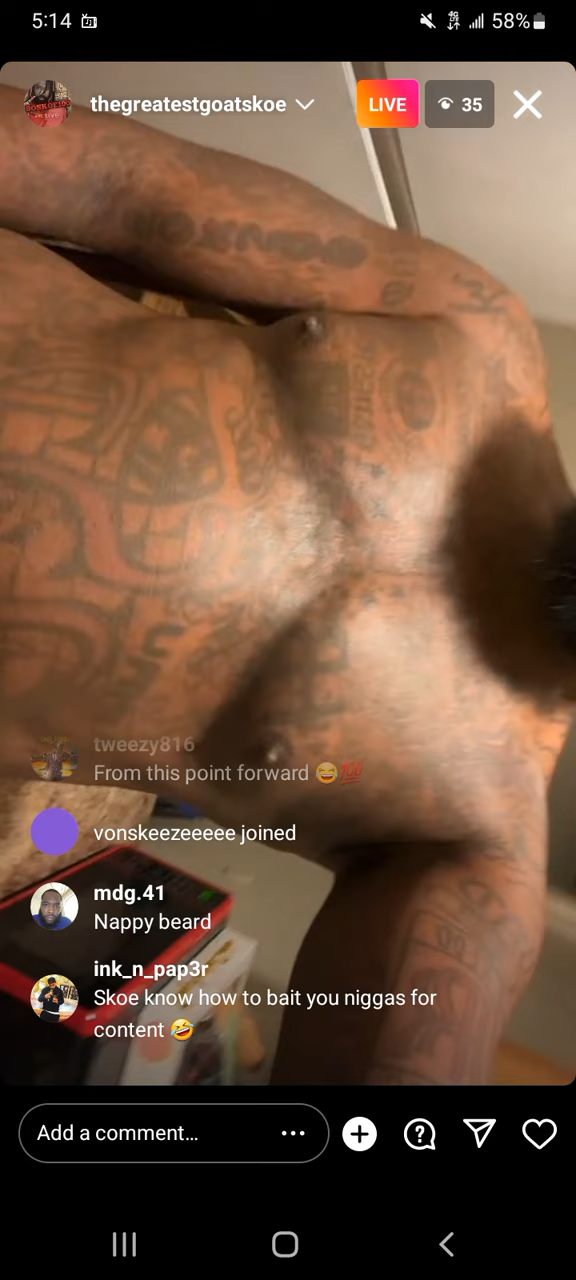 5:14
58%
thegreatestgoatskoe
LIVE
35
tweezy816
From this point forward 😂💯
vonskeezeeeee joined
mdg.41
Nappy beard
ink_n_pap3r
Skoe know how to bait you niggas for
content 🤣
Add a comment...